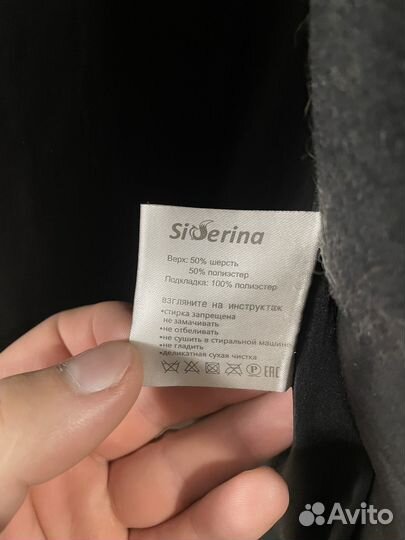 Siberina
Верх: 50% шерсть
50% полиэстер
Подкладка: 100% полиэстер
взгляните на инструктаж
•стирка запрещена
не замачивать
•не отбеливать
•не сушить в стиральной машине
•не гладить
•деликатная сухая чистка
P EAC
Avito